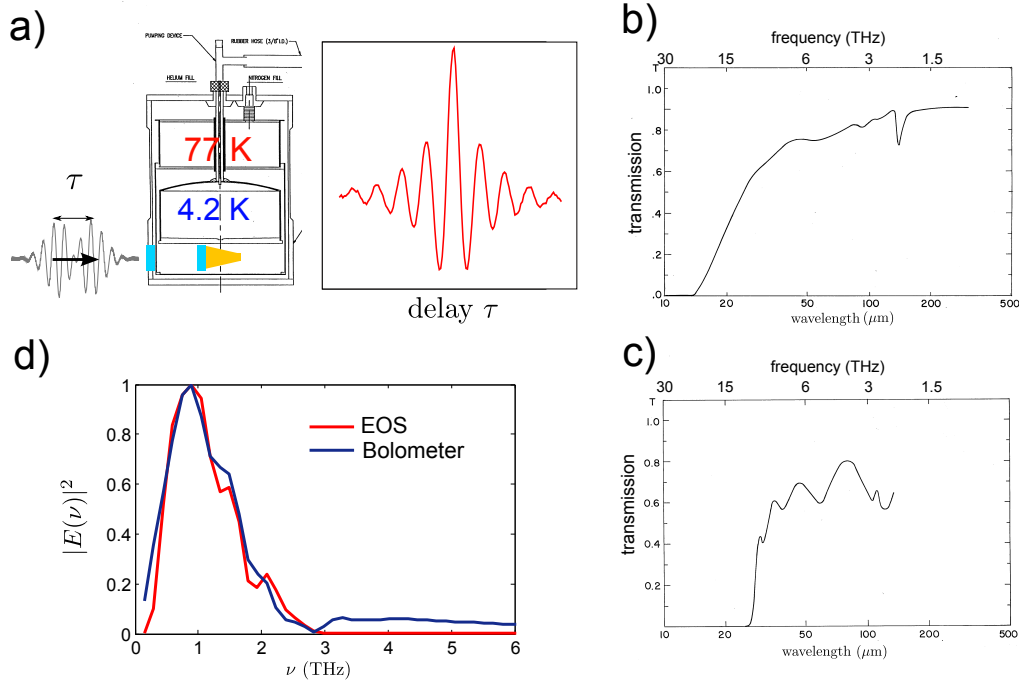 a)
PUMPING DEVICE
RUBBER HOSE (3/8" I.D.)
HELIUM FILL
NITROGEN FILL
77 K
4.2 K
τ
delay τ
b)
frequency (THz)
30 15 6 3 1.5
T
1.0
.8
.6
.4
.2
.0
transmission
10 20 50 100 200 500
wavelength (μm)
c)
frequency (THz)
30 15 6 3 1.5
T
1.0
0.8
0.6
0.4
0.2
transmission
10 20 50 100 200 500
wavelength (μm)
d)
1
0.8
0.6
0.4
0.2
0
|E(ν)|²
EOS
Bolometer
0 1 2 3 4 5 6
ν (THz)